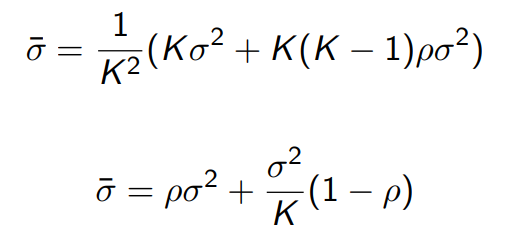 σ̄ = 1/K² (Kσ² + K(K − 1)ρσ²)
σ̄ = ρσ² + σ²/K (1 − ρ)